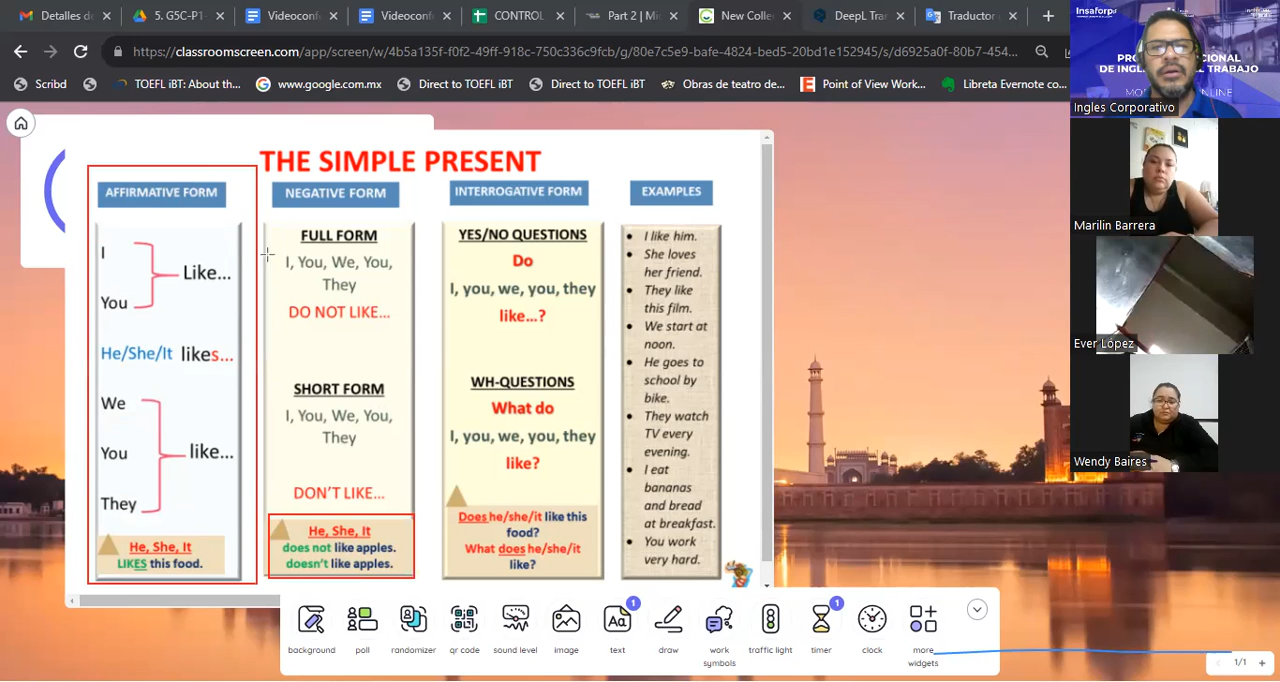 Detalles de
5. G5C-P1-
Videoconf
Videoconf
CONTROL
Part 2 | Mi
New Colle
DeepL Tra
Traductor
https://classroomscreen.com/app/screen/w/4b5a135f-f0f2-49ff-918c-750c336c9fcb/g/80e7c5e9-bafe-4824-bed5-20bd1e152945/s/d6925a0f-80b7-454...
Scribd
TOEFL iBT: About th...
www.google.com.mx
Direct to TOEFL iBT
Direct to TOEFL iBT
Obras de teatro de...
Point of View Work...
Libreta Evernote co...
THE SIMPLE PRESENT
AFFIRMATIVE FORM
I
Like...
You
He/She/It likes...
We
You
like...
They
He, She, It
LIKES this food.
NEGATIVE FORM
FULL FORM
I, You, We, You,
They
DO NOT LIKE...
SHORT FORM
I, You, We, You,
They
DON'T LIKE...
He, She, It
does not like apples.
doesn't like apples.
INTERROGATIVE FORM
YES/NO QUESTIONS
Do
I, you, we, you, they
like...?
WH-QUESTIONS
What do
I, you, we, you, they
like?
Does he/she/it like this
food?
What does he/she/it
like?
EXAMPLES
I like him.
She loves
her friend.
They like
this film.
We start at
noon.
He goes to
school by
bike.
They watch
TV every
evening.
I eat
bananas
and bread
at breakfast.
You work
very hard.
background
poll
randomizer
qr code
sound level
image
text
draw
work
symbols
traffic light
timer
clock
more
widgets
1
1
1/1
Insaforp
Ingles Corporativo
Marilin Barrera
Ever López
Wendy Baires